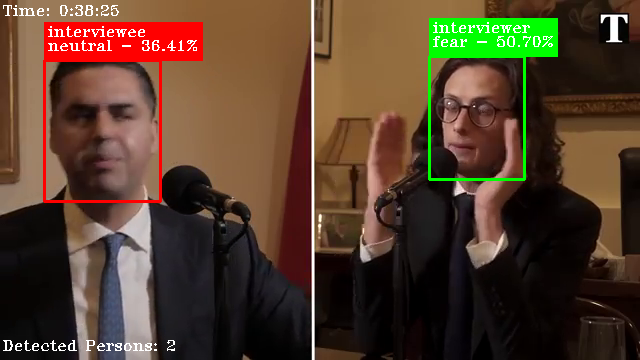 Time: 0:38:25
interviewee
neutral - 36.41%
interviewer
fear - 50.70%
T
Detected Persons: 2